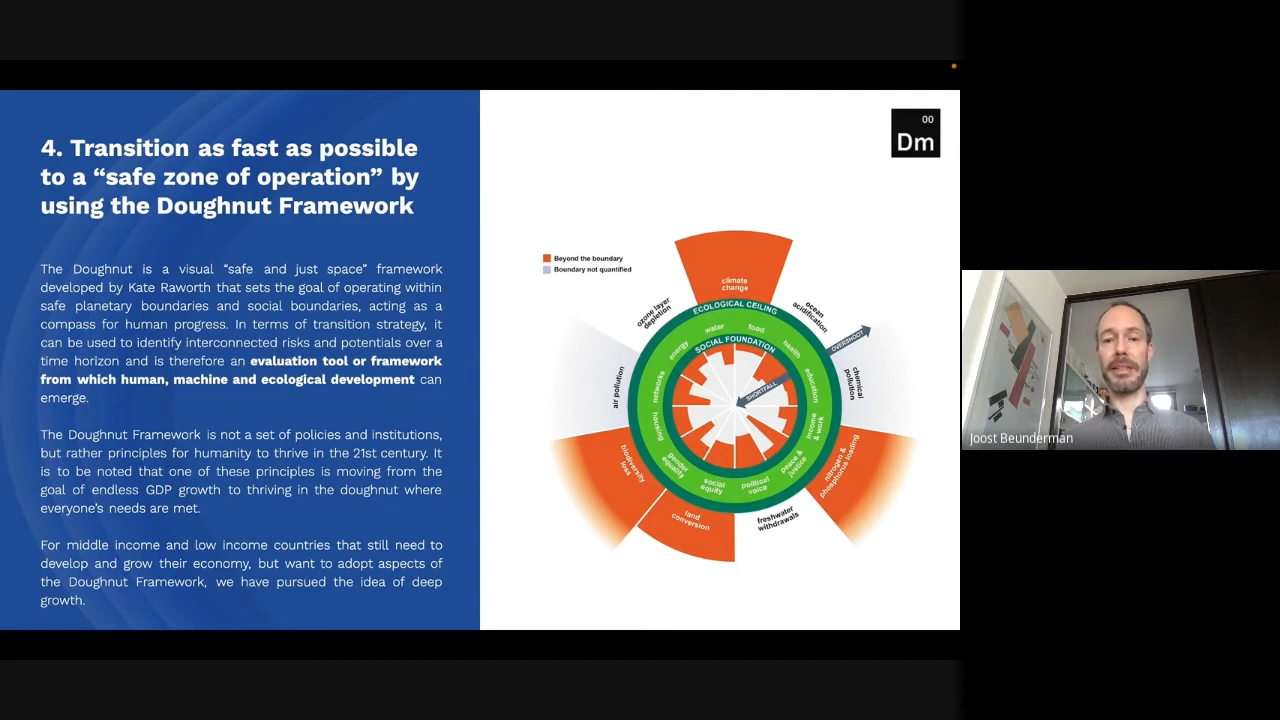 4. Transition as fast as possible
to a “safe zone of operation” by
using the Doughnut Framework
The Doughnut is a visual “safe and just space” framework
developed by Kate Raworth that sets the goal of operating within
safe planetary boundaries and social boundaries, acting as a
compass for human progress. In terms of transition strategy, it
can be used to identify interconnected risks and potentials over a
time horizon and is therefore an evaluation tool or framework
from which human, machine and ecological development can
emerge.
The Doughnut Framework is not a set of policies and institutions,
but rather principles for humanity to thrive in the 21st century. It
is to be noted that one of these principles is moving from the
goal of endless GDP growth to thriving in the doughnut where
everyone’s needs are met.
For middle income and low income countries that still need to
develop and grow their economy, but want to adopt aspects of
the Doughnut Framework, we have pursued the idea of deep
growth.
00
Dm
Beyond the boundary
Boundary not quantified
climate
change
ozone layer
depletion
ocean
acidification
ECOLOGICAL CEILING
water
food
SOCIAL FOUNDATION
energy
health
OVERSHOOT
air pollution
networks
SHORTFALL
education
chemical
pollution
housing
income
& work
biodiversity
loss
gender
equality
peace &
justice
nitrogen &
phosphorus loading
social
equity
political
voice
land
conversion
freshwater
withdrawals
Joost Beunderman